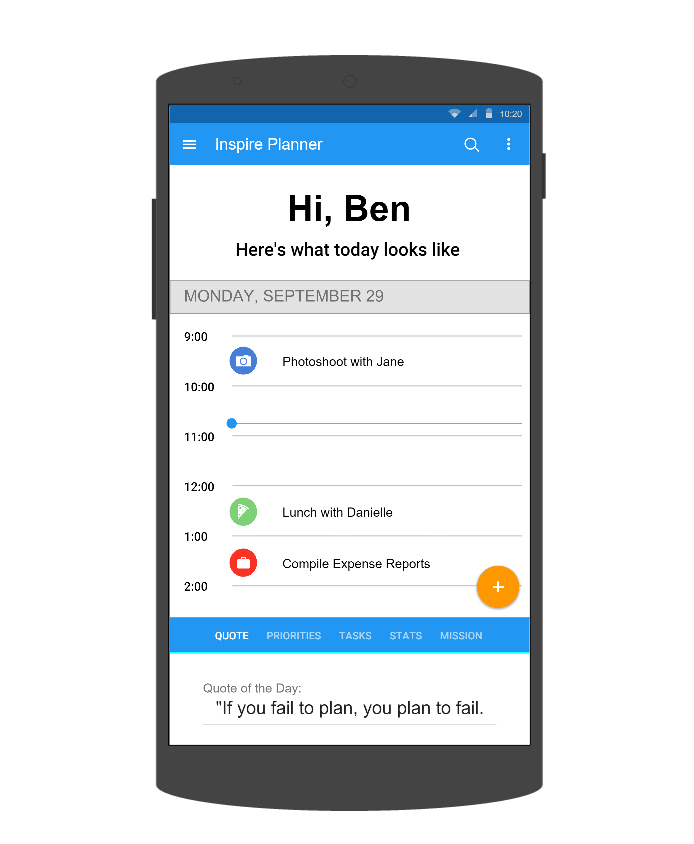 10:20
Inspire Planner
Hi, Ben
Here's what today looks like
MONDAY, SEPTEMBER 29
9:00
Photoshoot with Jane
10:00
11:00
12:00
Lunch with Danielle
1:00
Compile Expense Reports
2:00
+
QUOTE PRIORITIES TASKS STATS MISSION
Quote of the Day:
"If you fail to plan, you plan to fail.